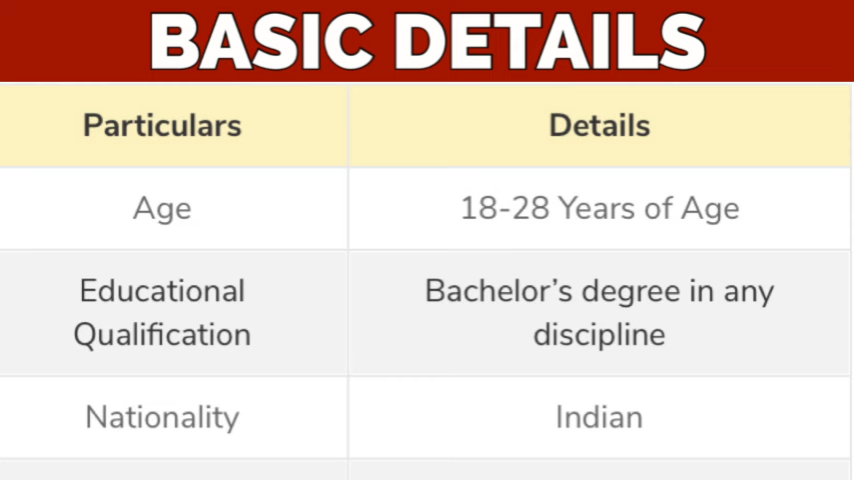 BASIC DETAILS
Particulars
Details
Age
18-28 Years of Age
Educational
Qualification
Bachelor’s degree in any
discipline
Nationality
Indian